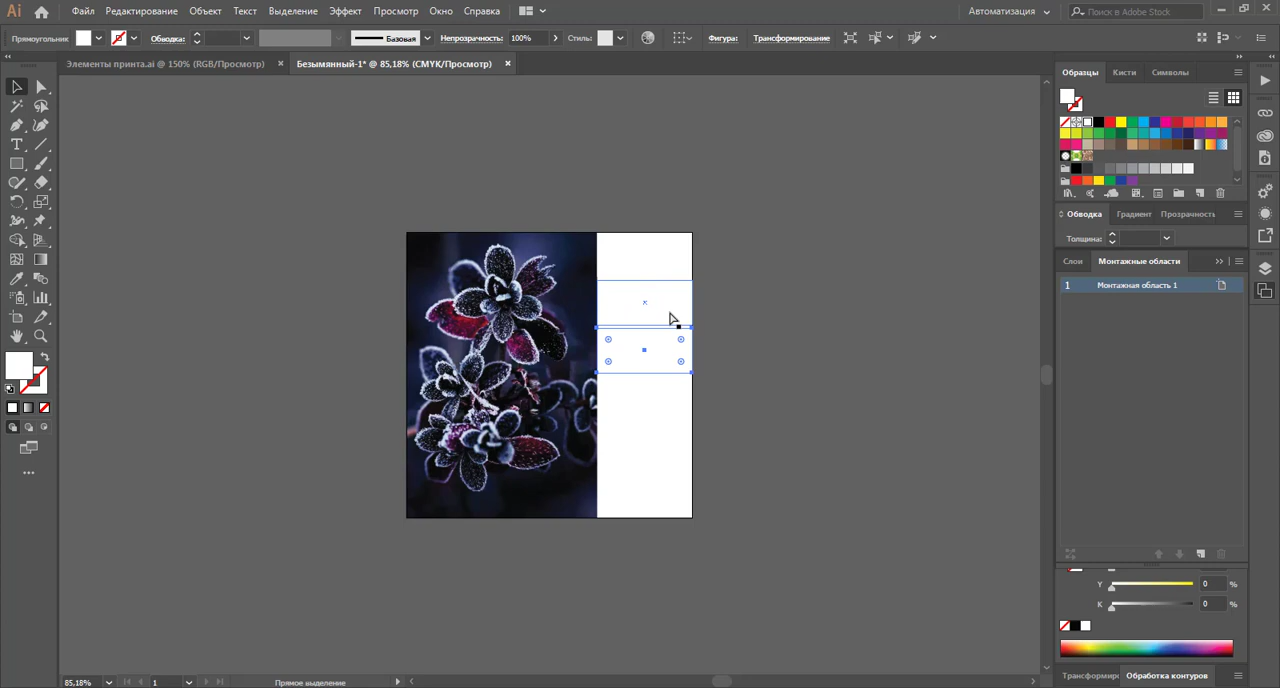 Ai Файл Редактирование Объект Текст Выделение Эффект Просмотр Окно Справка Автоматизация Поиск в Adobe Stock
Прямоугольник Обводка: Базовая Непрозрачность: 100% Стиль: Фигура: Трансформирование
Элементы принта.ai @ 150% (RGB/Просмотр) × Безымянный-1* @ 85,18% (CMYK/Просмотр) ×
Образцы Кисти Символы
Обводка Градиент Прозрачность
Толщина:
Слои Монтажные области
1 Монтажная область 1
Y 0 %
K 0 %
Трансформир Обработка контуров
85,18% 1 Прямое выделение